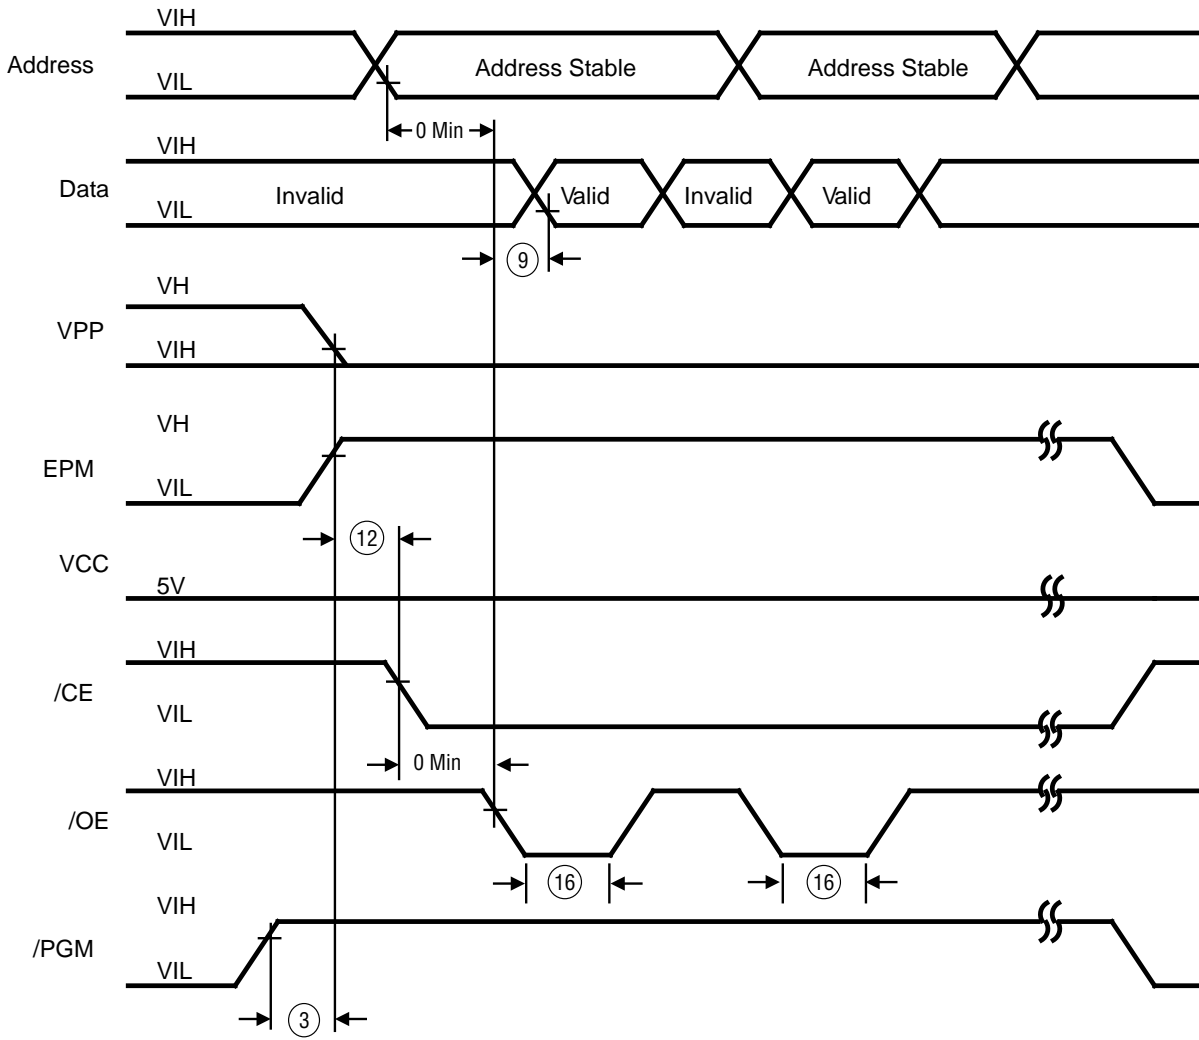 VIH
Address
Address Stable
Address Stable
VIL
0 Min
VIH
Data
Invalid
Valid
Invalid
Valid
VIL
9
VH
VPP
VIH
VH
EPM
VIL
12
VCC
5V
VIH
/CE
VIL
0 Min
VIH
/OE
VIL
16
16
VIH
/PGM
VIL
3